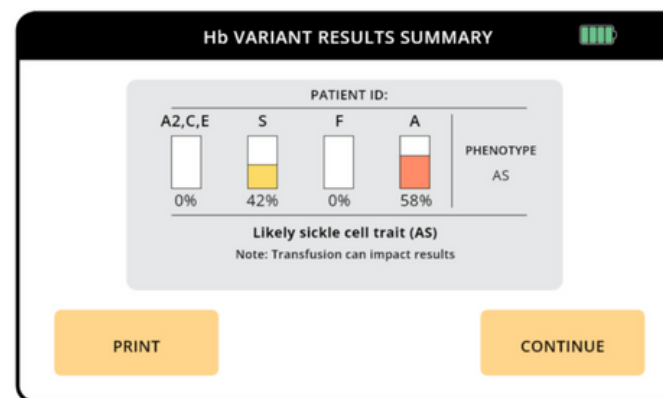 Hb VARIANT RESULTS SUMMARY
PATIENT ID:
A2,C,E S F A
PHENOTYPE
AS
0% 42% 0% 58%
Likely sickle cell trait (AS)
Note: Transfusion can impact results
PRINT CONTINUE